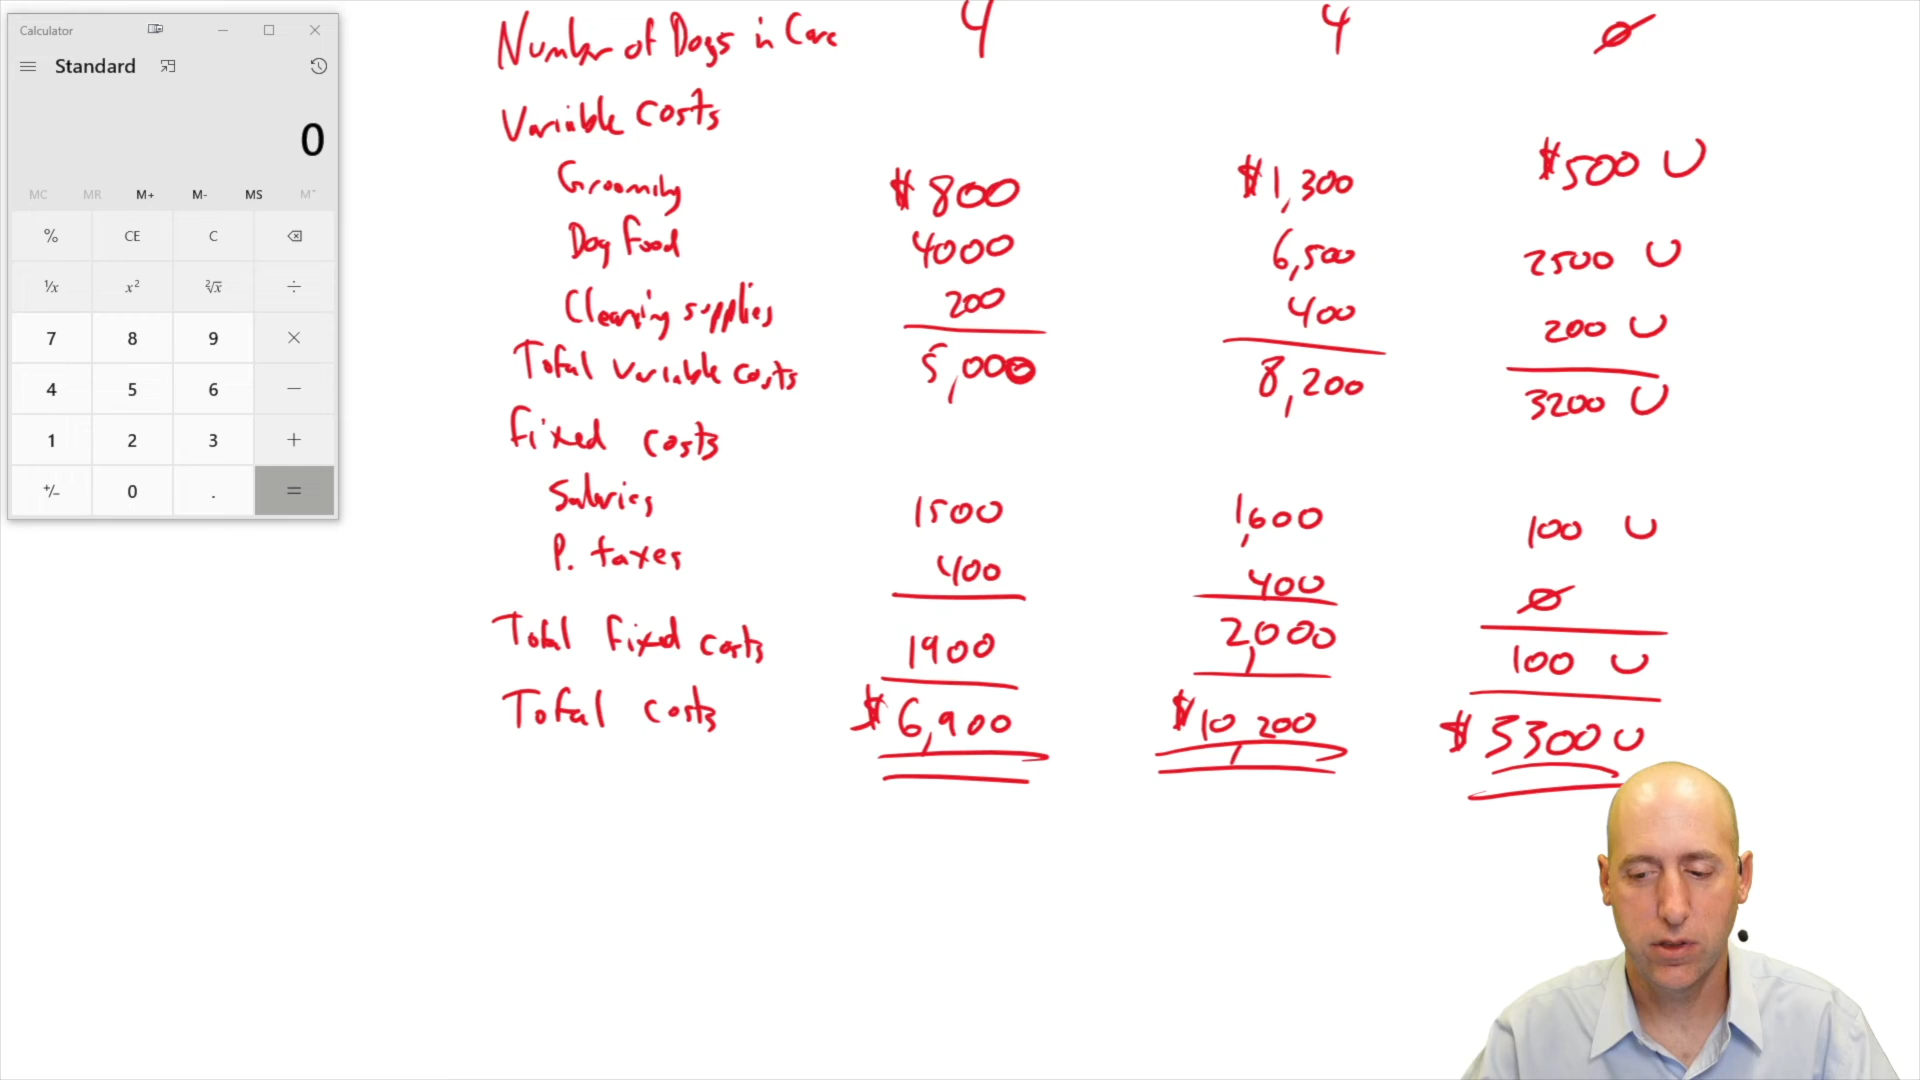 Calculator
Standard
0
MC MR M+ M- MS M˅
% CE C
¹/x x² ²√x ÷
7 8 9 ×
4 5 6 −
1 2 3 +
+/− 0 . =
Number of Dogs in Care 4 4 ∅
Variable costs
Grooming $800 $1,300 $500 U
Dog Food 4000 6,500 2500 U
Cleaning supplies 200 400 200 U
Total variable costs 5,000 8,200 3200 U
Fixed costs
Salaries 1500 1,600 100 U
P. taxes 400 400 ∅
Total fixed costs 1900 2,000 100 U
Total costs $6,900 $10,200 $3300 U